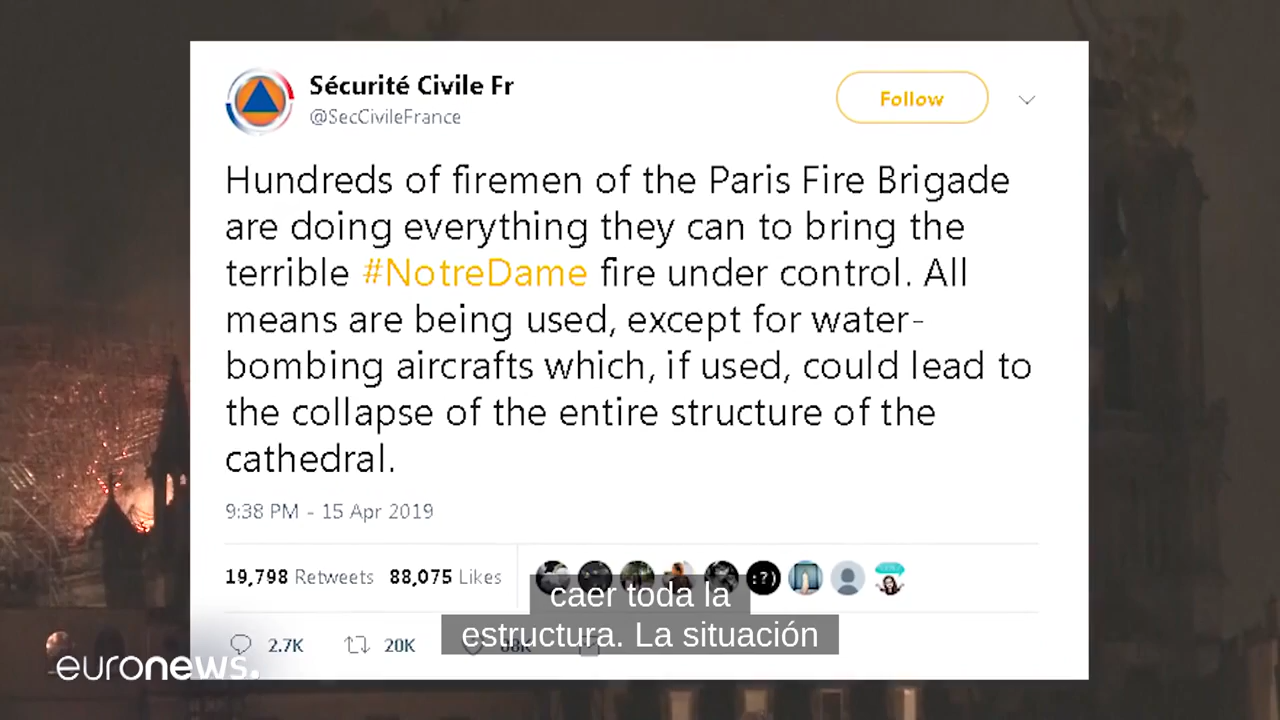 Sécurité Civile Fr
@SecCivileFrance
Follow
Hundreds of firemen of the Paris Fire Brigade
are doing everything they can to bring the
terrible #NotreDame fire under control. All
means are being used, except for water-
bombing aircrafts which, if used, could lead to
the collapse of the entire structure of the
cathedral.
9:38 PM - 15 Apr 2019
19,798 Retweets 88,075 Likes
:?)
caer toda la
estructura. La situación
2.7K 20K 88K
euronews.